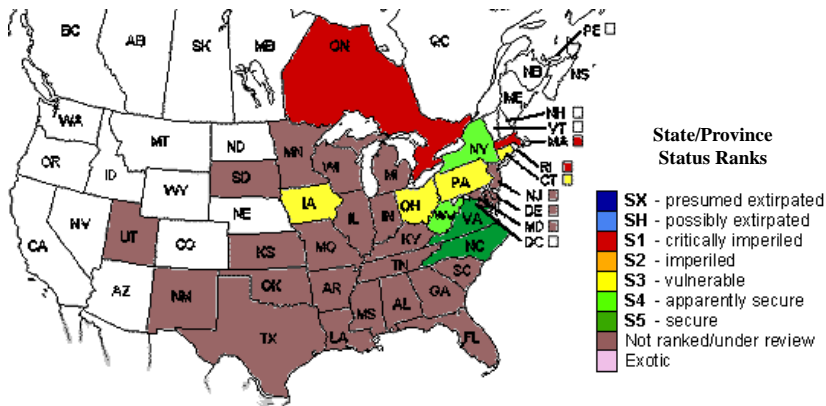 BC
AB
SK
MB
ON
QC
PE
NB
NS
ME
NH
VT
MA
RI
CT
NJ
DE
MD
DC
WA
MT
ND
MN
WI
MI
NY
OR
ID
WY
SD
IA
PA
NV
NE
IL
IN
OH
WV
VA
CA
UT
CO
KS
MO
KY
NC
AZ
NM
OK
AR
TN
SC
TX
LA
MS
AL
GA
FL
State/Province
Status Ranks
SX - presumed extirpated
SH - possibly extirpated
S1 - critically imperiled
S2 - imperiled
S3 - vulnerable
S4 - apparently secure
S5 - secure
Not ranked/under review
Exotic